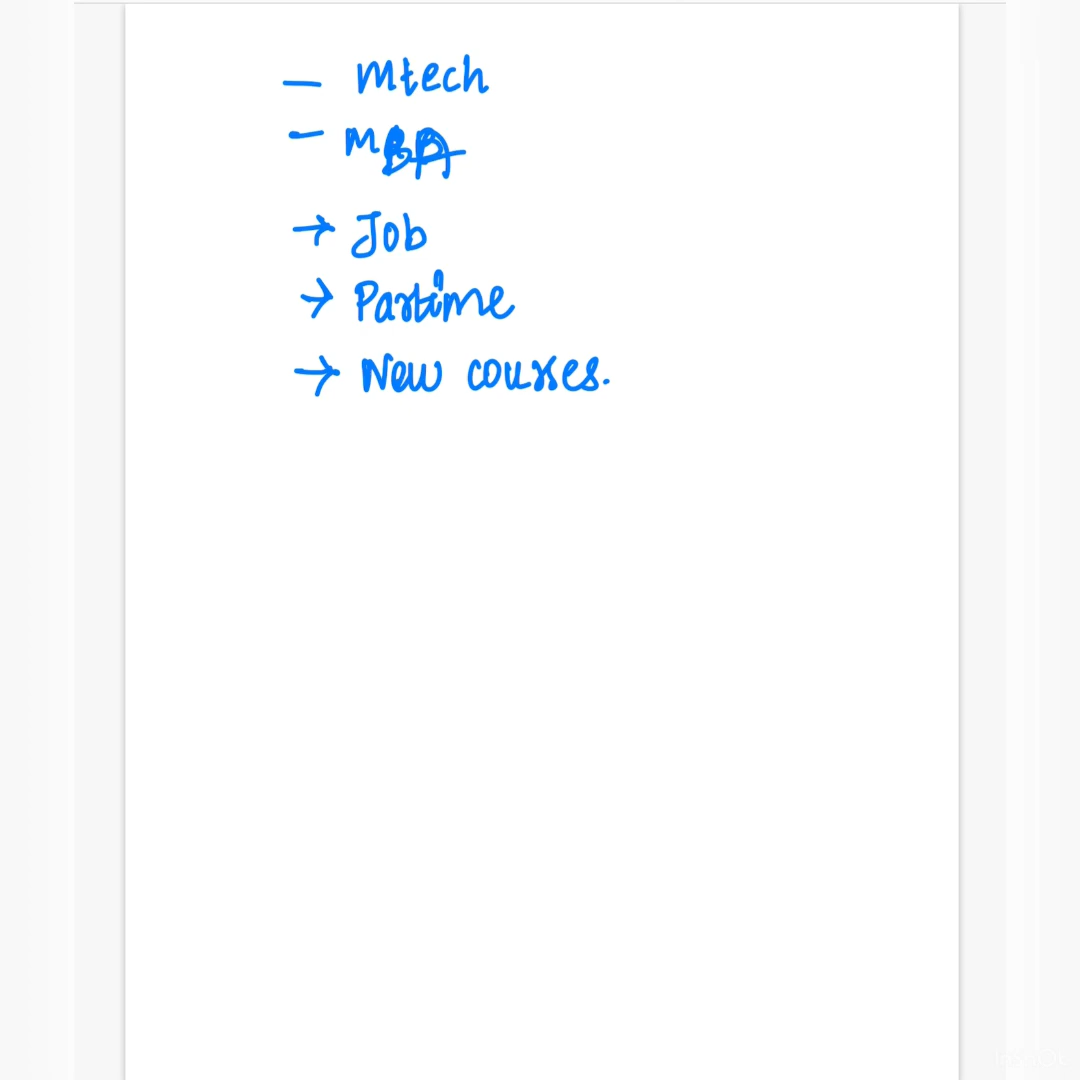 - Mtech
- MBA
→ Job
→ Partime
→ New courses.